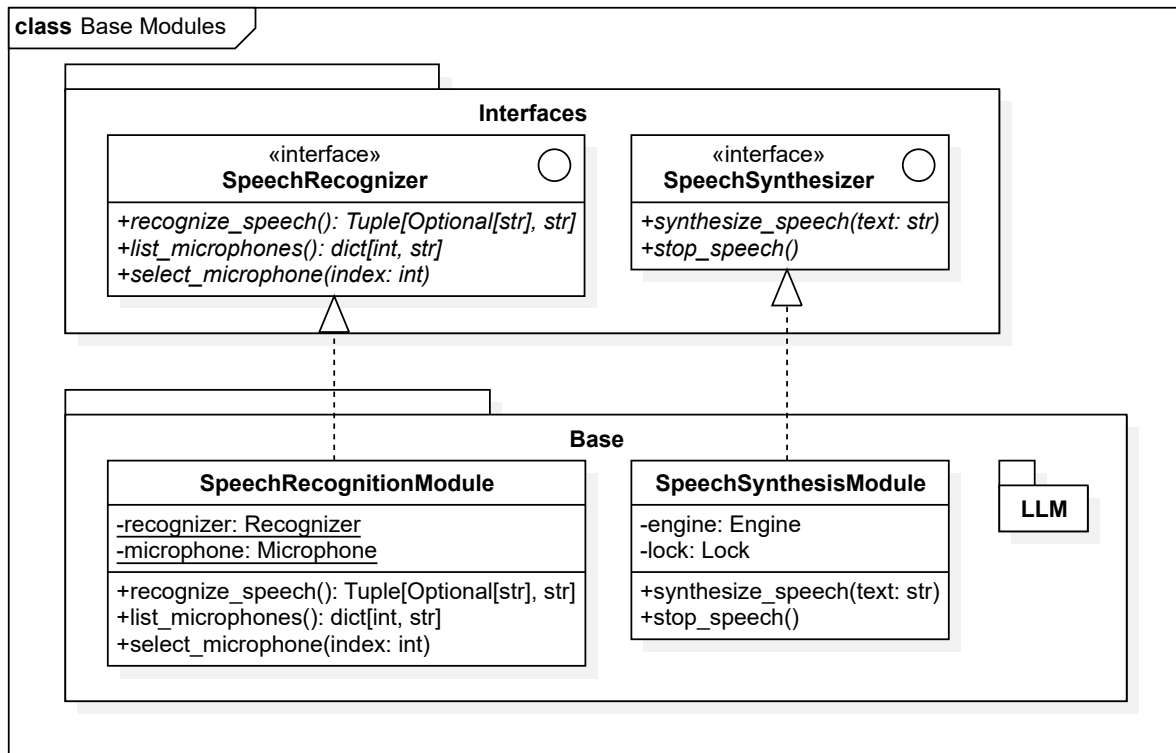 class Base Modules
Interfaces
«interface»
SpeechRecognizer
+recognize_speech(): Tuple[Optional[str], str]
+list_microphones(): dict[int, str]
+select_microphone(index: int)
«interface»
SpeechSynthesizer
+synthesize_speech(text: str)
+stop_speech()
Base
SpeechRecognitionModule
-recognizer: Recognizer
-microphone: Microphone
+recognize_speech(): Tuple[Optional[str], str]
+list_microphones(): dict[int, str]
+select_microphone(index: int)
SpeechSynthesisModule
-engine: Engine
-lock: Lock
+synthesize_speech(text: str)
+stop_speech()
LLM